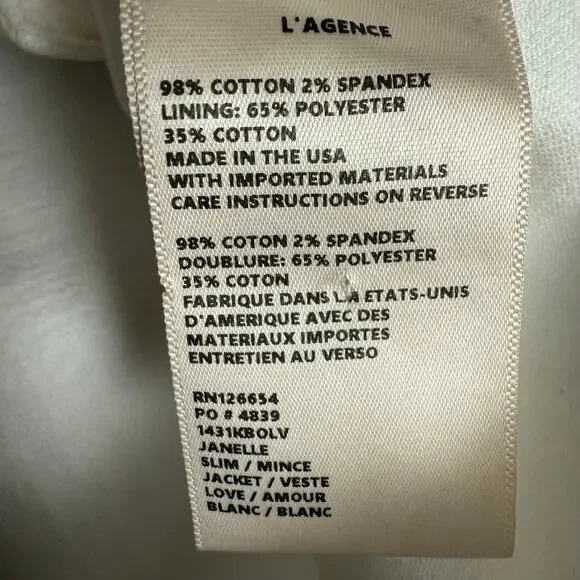 L'AGENCE
98% COTTON 2% SPANDEX
LINING: 65% POLYESTER
35% COTTON
MADE IN THE USA
WITH IMPORTED MATERIALS
CARE INSTRUCTIONS ON REVERSE
98% COTON 2% SPANDEX
DOUBLURE: 65% POLYESTER
35% COTON
FABRIQUE DANS LA ETATS-UNIS
D'AMERIQUE AVEC DES
MATERIAUX IMPORTES
ENTRETIEN AU VERSO
RN126654
PO # 4839
1431KBOLV
JANELLE
SLIM / MINCE
JACKET / VESTE
LOVE / AMOUR
BLANC / BLANC